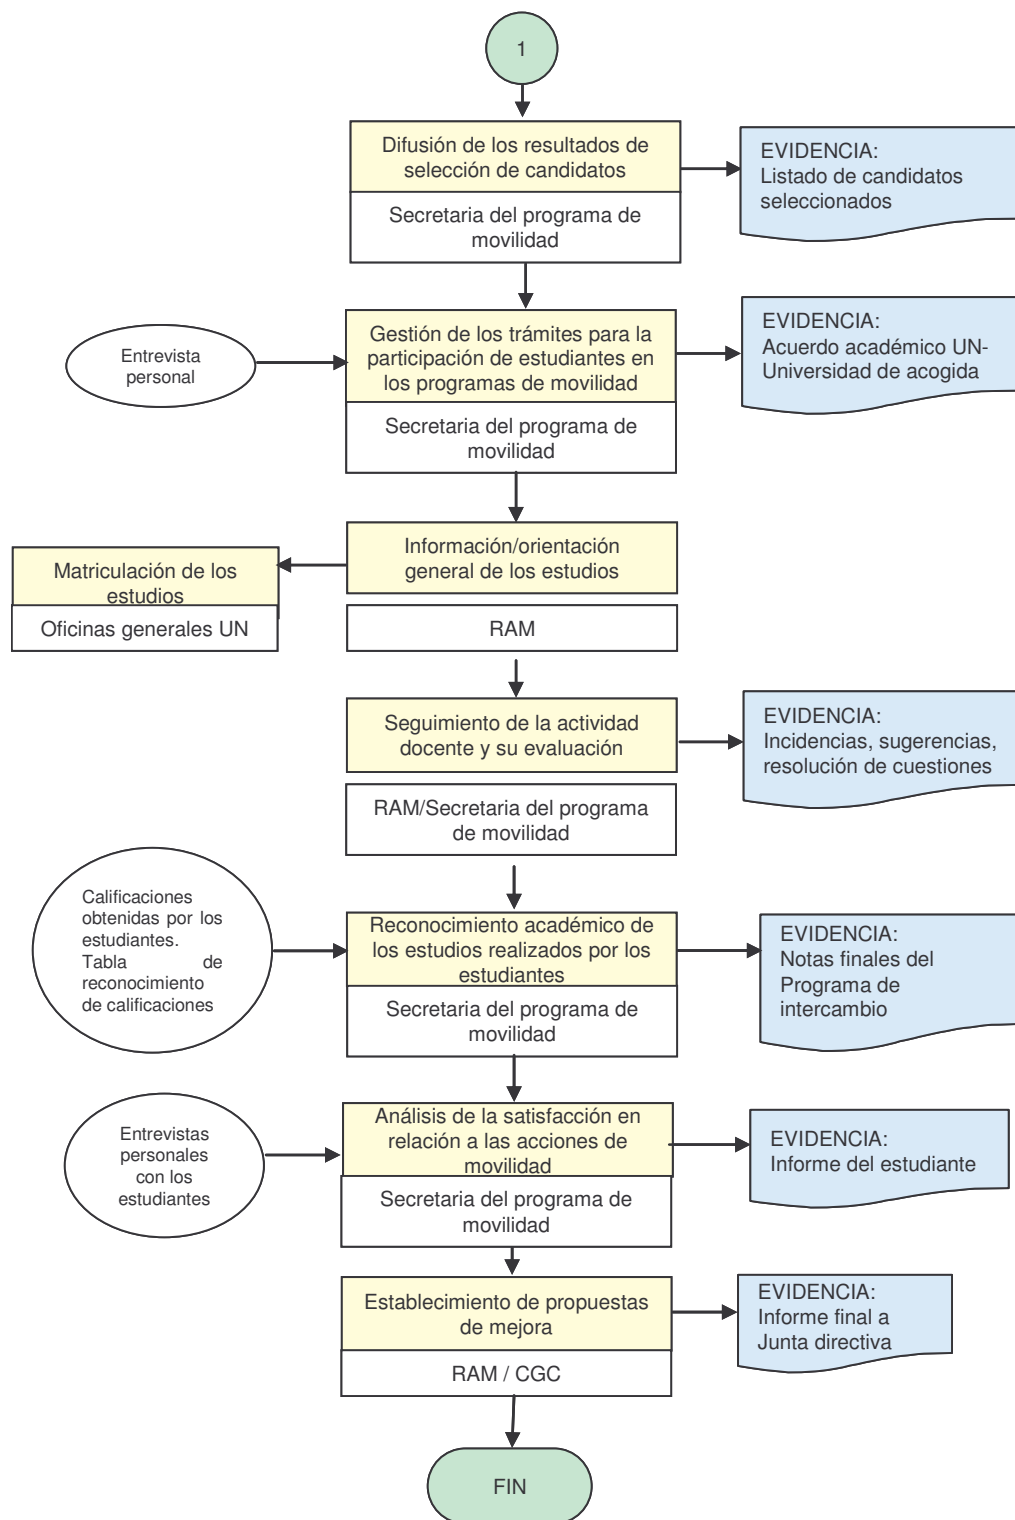 1
Difusión de los resultados de
selección de candidatos
Secretaria del programa de
movilidad
EVIDENCIA:
Listado de candidatos
seleccionados
Entrevista
personal
Gestión de los trámites para la
participación de estudiantes en
los programas de movilidad
Secretaria del programa de
movilidad
EVIDENCIA:
Acuerdo académico UN-
Universidad de acogida
Información/orientación
general de los estudios
RAM
Matriculación de los
estudios
Oficinas generales UN
Seguimiento de la actividad
docente y su evaluación
RAM/Secretaria del programa
de movilidad
EVIDENCIA:
Incidencias, sugerencias,
resolución de cuestiones
Calificaciones
obtenidas por los
estudiantes.
Tabla de
reconocimiento
de calificaciones
Reconocimiento académico de
los estudios realizados por los
estudiantes
Secretaria del programa de
movilidad
EVIDENCIA:
Notas finales del
Programa de
intercambio
Entrevistas
personales
con los
estudiantes
Análisis de la satisfacción en
relación a las acciones de
movilidad
Secretaria del programa de
movilidad
EVIDENCIA:
Informe del estudiante
Establecimiento de propuestas
de mejora
RAM / CGC
EVIDENCIA:
Informe final a
Junta directiva
FIN